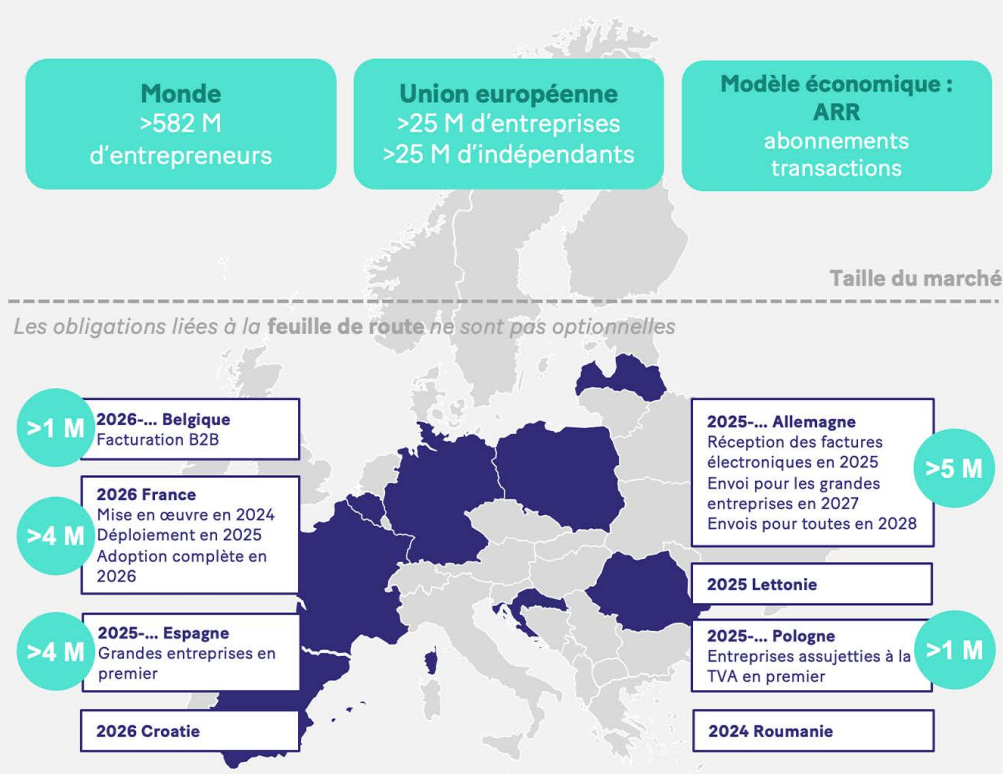 Monde
>582 M
d'entrepreneurs
Union européenne
>25 M d'entreprises
>25 M d'indépendants
Modèle économique :
ARR
abonnements
transactions
Taille du marché
Les obligations liées à la feuille de route ne sont pas optionnelles
>1 M
2026-... Belgique
Facturation B2B
>4 M
2026 France
Mise en œuvre en 2024
Déploiement en 2025
Adoption complète en
2026
>4 M
2025-... Espagne
Grandes entreprises en
premier
2026 Croatie
2025-... Allemagne
Réception des factures
électroniques en 2025
Envoi pour les grandes
entreprises en 2027
Envois pour toutes en 2028
>5 M
2025 Lettonie
2025-... Pologne
Entreprises assujetties à la
TVA en premier
>1 M
2024 Roumanie